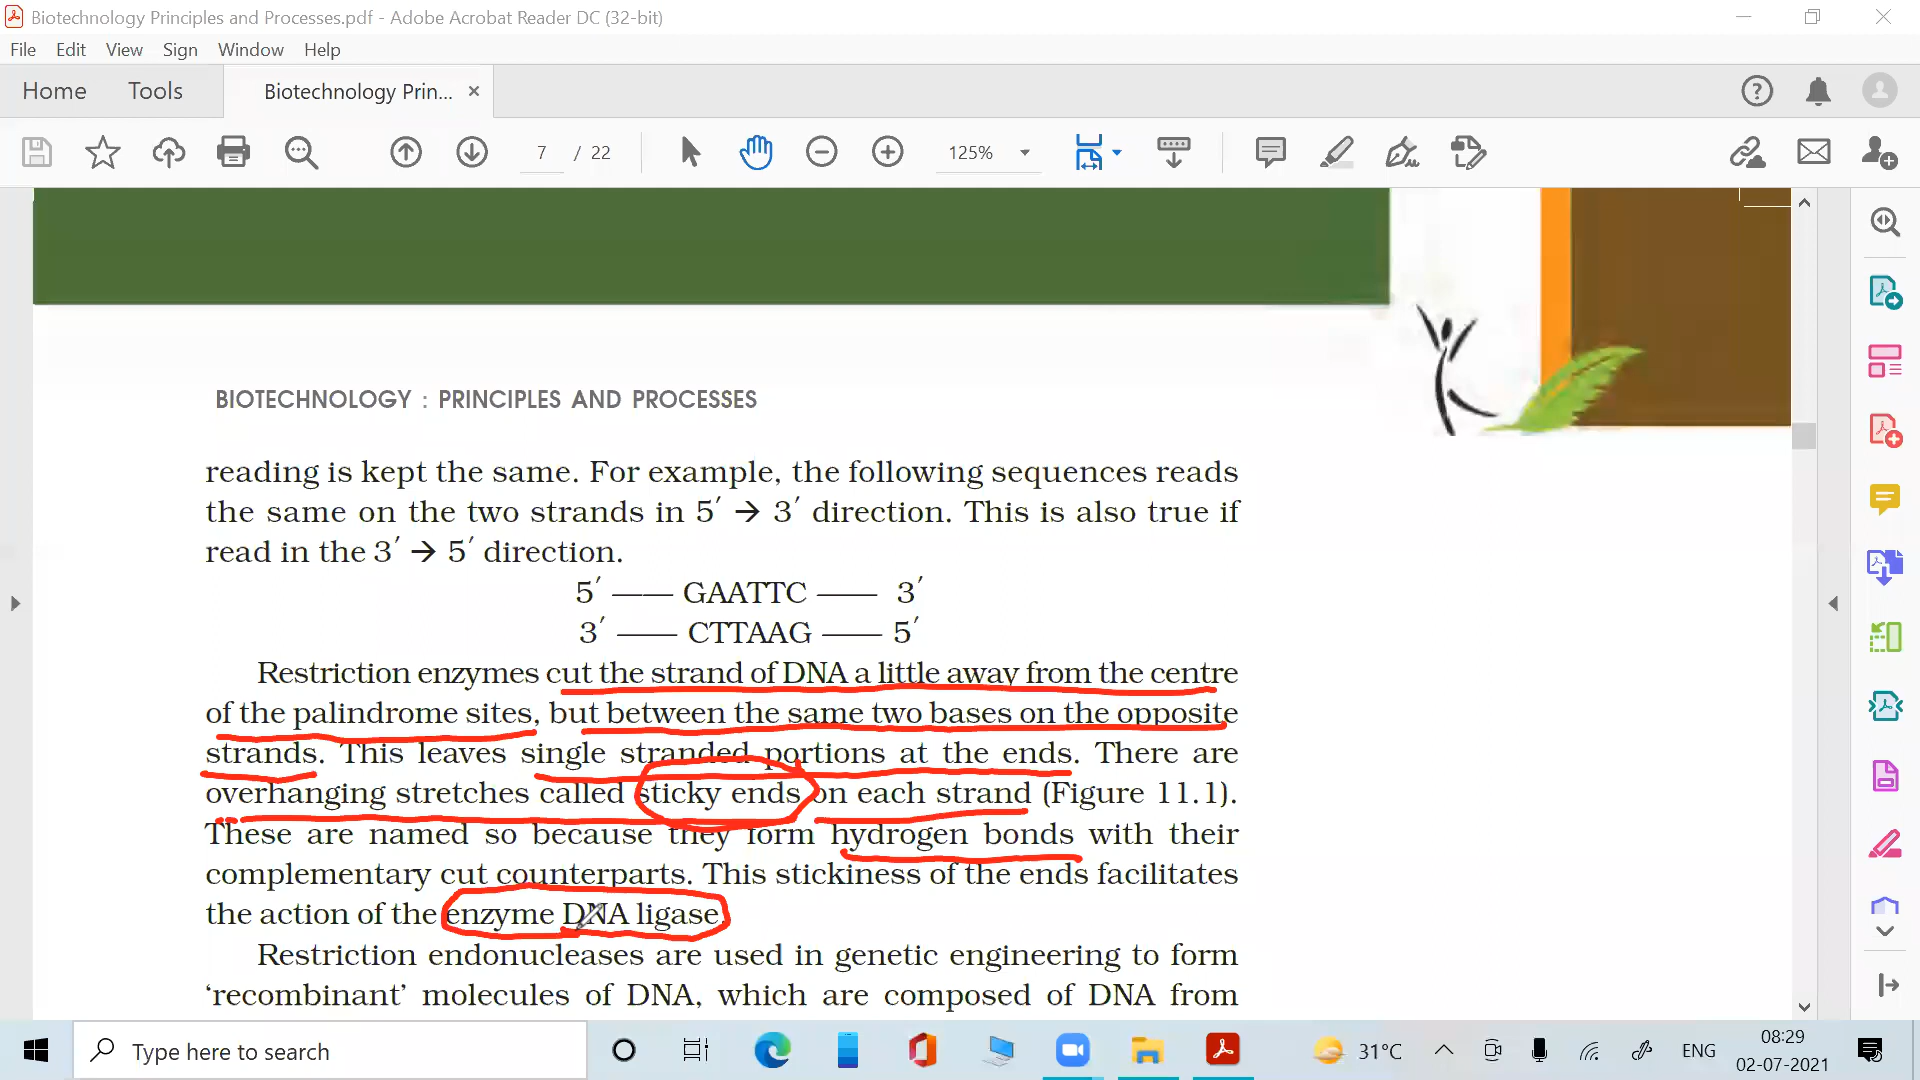 Biotechnology Principles and Processes.pdf - Adobe Acrobat Reader DC (32-bit)
File Edit View Sign Window Help
Home Tools Biotechnology Prin... ×
7 / 22 125%
BIOTECHNOLOGY : PRINCIPLES AND PROCESSES
reading is kept the same. For example, the following sequences reads
the same on the two strands in 5′ → 3′ direction. This is also true if
read in the 3′ → 5′ direction.
5′ —— GAATTC —— 3′
3′ —— CTTAAG —— 5′
Restriction enzymes cut the strand of DNA a little away from the centre
of the palindrome sites, but between the same two bases on the opposite
strands. This leaves single stranded portions at the ends. There are
overhanging stretches called sticky ends on each strand (Figure 11.1).
These are named so because they form hydrogen bonds with their
complementary cut counterparts. This stickiness of the ends facilitates
the action of the enzyme DNA ligase.
Restriction endonucleases are used in genetic engineering to form
‘recombinant’ molecules of DNA, which are composed of DNA from
Type here to search
31°C ENG 08:29
02-07-2021